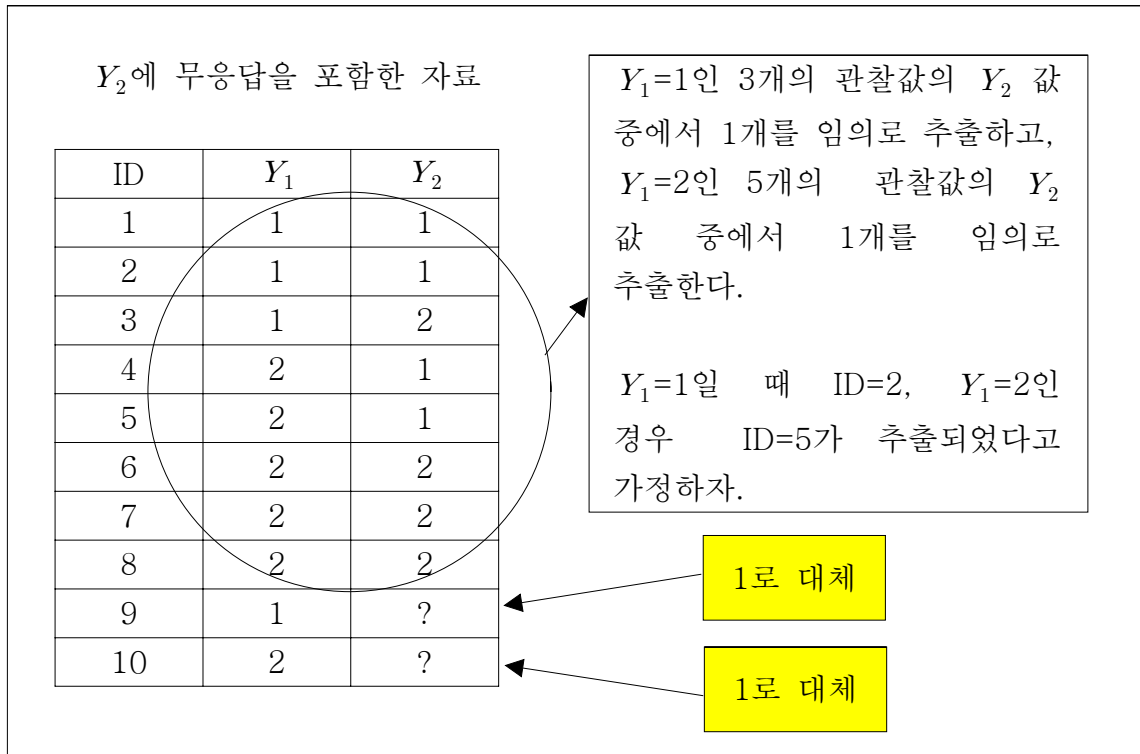 Y₂에 무응답을 포함한 자료
ID Y₁ Y₂
1 1 1
2 1 1
3 1 2
4 2 1
5 2 1
6 2 2
7 2 2
8 2 2
9 1 ?
10 2 ?
Y₁=1인 3개의 관찰값의 Y₂ 값
중에서 1개를 임의로 추출하고,
Y₁=2인 5개의 관찰값의 Y₂
값 중에서 1개를 임의로
추출한다.
Y₁=1일 때 ID=2, Y₁=2인
경우 ID=5가 추출되었다고
가정하자.
1로 대체
1로 대체